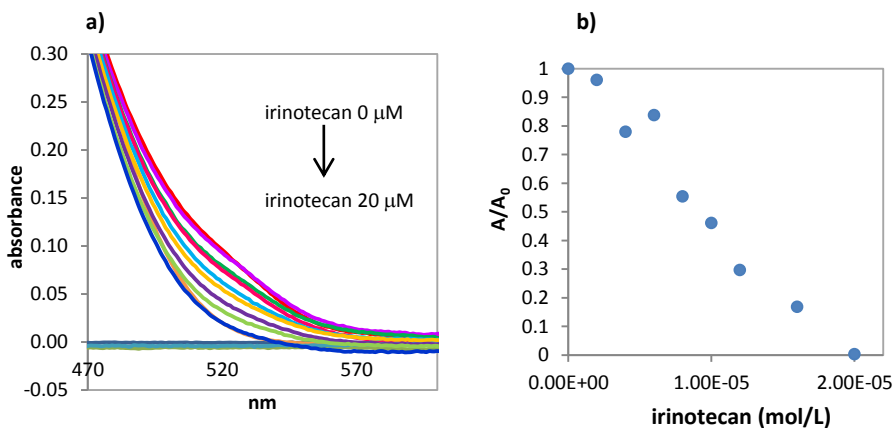 a)
0.30
0.25
0.20
0.15
0.10
0.05
0.00
-0.05
absorbance
470
520
570
nm
irinotecan 0 µM
irinotecan 20 µM
b)
1
0.9
0.8
0.7
0.6
0.5
0.4
0.3
0.2
0.1
0
A/A₀
0.00E+00
1.00E-05
2.00E-05
irinotecan (mol/L)